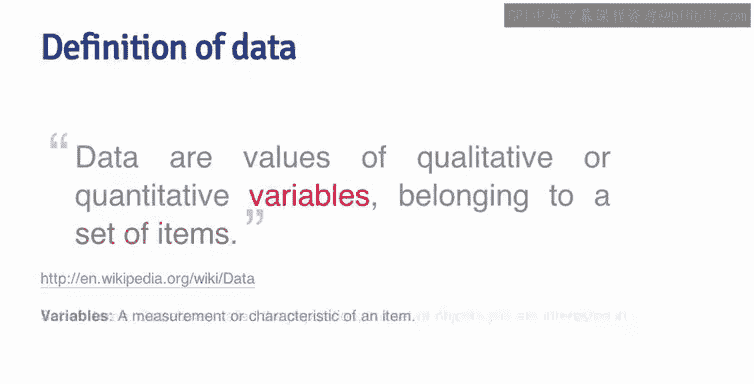 Definition of data
“ Data are values of qualitative or
quantitative variables, belonging to a
set of items. ”
http://en.wikipedia.org/wiki/Data
Variables: A measurement or characteristic of an item.